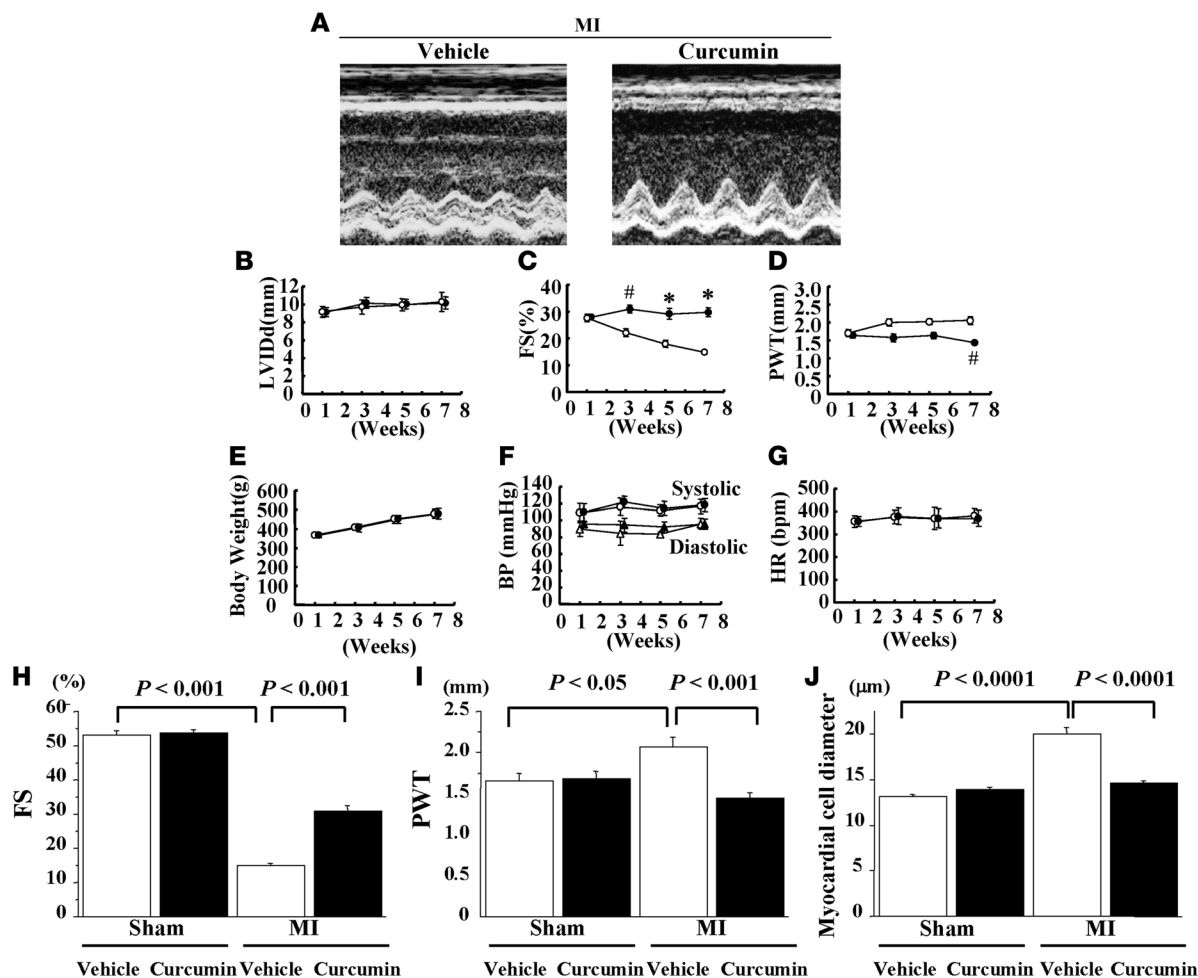 A
MI
Vehicle Curcumin
B
LVIDd(mm)
12
10
8
6
4
2
0
0 1 2 3 4 5 6 7 8
(Weeks)
C
FS(%)
40
30
20
10
0
# * *
0 1 2 3 4 5 6 7 8
(Weeks)
D
PWT(mm)
3.0
2.5
2.0
1.5
1.0
0.5
0
#
0 1 2 3 4 5 6 7 8
(Weeks)
E
Body Weight(g)
600
500
400
300
200
100
0
0 1 2 3 4 5 6 7 8
(Weeks)
F
BP (mmHg)
140
120
100
80
60
40
20
0
Systolic
Diastolic
0 1 2 3 4 5 6 7 8
(Weeks)
G
HR (bpm)
500
400
300
200
100
0
0 1 2 3 4 5 6 7 8
(Weeks)
H
(%)
P < 0.001 P < 0.001
FS
60
50
40
30
20
10
0
Sham MI
Vehicle Curcumin Vehicle Curcumin
I
(mm)
P < 0.05 P < 0.001
PWT
2.5
2.0
1.5
1.0
0.5
0
Sham MI
Vehicle Curcumin Vehicle Curcumin
J
(μm)
P < 0.0001 P < 0.0001
Myocardial cell diameter
20
15
10
0
Sham MI
Vehicle Curcumin Vehicle Curcumin